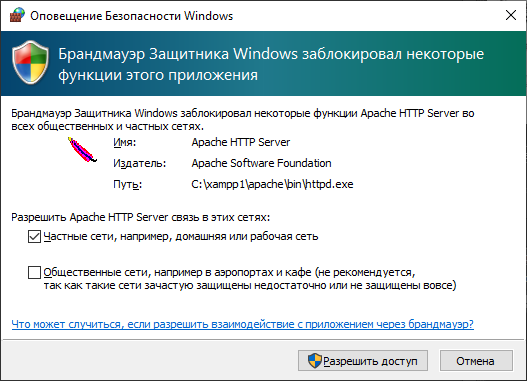 Оповещение Безопасности Windows
Брандмауэр Защитника Windows заблокировал некоторые
функции этого приложения
Брандмауэр Защитника Windows заблокировал некоторые функции Apache HTTP Server во
всех общественных и частных сетях.
Имя: Apache HTTP Server
Издатель: Apache Software Foundation
Путь: C:\xampp1\apache\bin\httpd.exe
Разрешить Apache HTTP Server связь в этих сетях:
Частные сети, например, домашняя или рабочая сеть
Общественные сети, например в аэропортах и кафе (не рекомендуется,
так как такие сети зачастую защищены недостаточно или не защищены вовсе)
Что может случиться, если разрешить взаимодействие с приложением через брандмауэр?
Разрешить доступ
Отмена